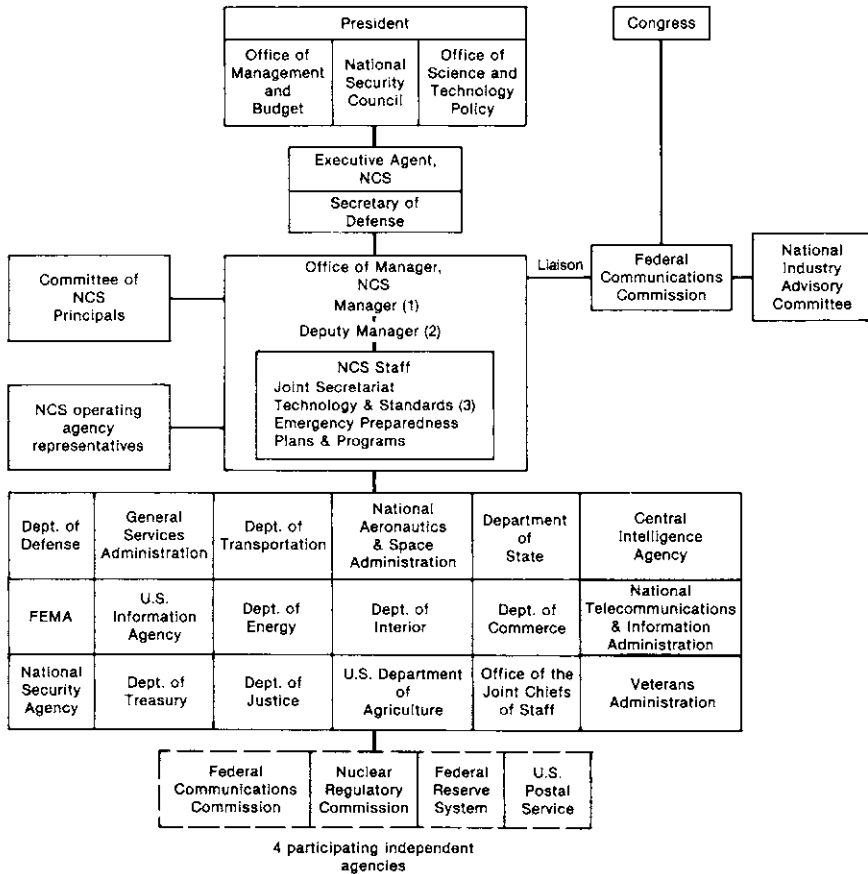 President
Office of
Management
and
Budget
National
Security
Council
Office of
Science and
Technology
Policy
Congress
Executive Agent,
NCS
Secretary of
Defense
Committee of
NCS
Principals
NCS operating
agency
representatives
Office of Manager,
NCS
Manager (1)
Deputy Manager (2)
NCS Staff
Joint Secretariat
Technology & Standards (3)
Emergency Preparedness
Plans & Programs
Liaison
Federal
Communications
Commission
National
Industry
Advisory
Committee
Dept. of
Defense
General
Services
Administration
Dept. of
Transportation
National
Aeronautics
& Space
Administration
Department
of
State
Central
Intelligence
Agency
FEMA
U.S.
Information
Agency
Dept. of
Energy
Dept. of
Interior
Dept. of
Commerce
National
Telecommunications
& Information
Administration
National
Security
Agency
Dept. of
Treasury
Dept. of
Justice
U.S. Department
of
Agriculture
Office of the
Joint Chiefs
of Staff
Veterans
Administration
Federal
Communications
Commission
Nuclear
Regulatory
Commission
Federal
Reserve
System
U.S.
Postal
Service
4 participating independent
agencies